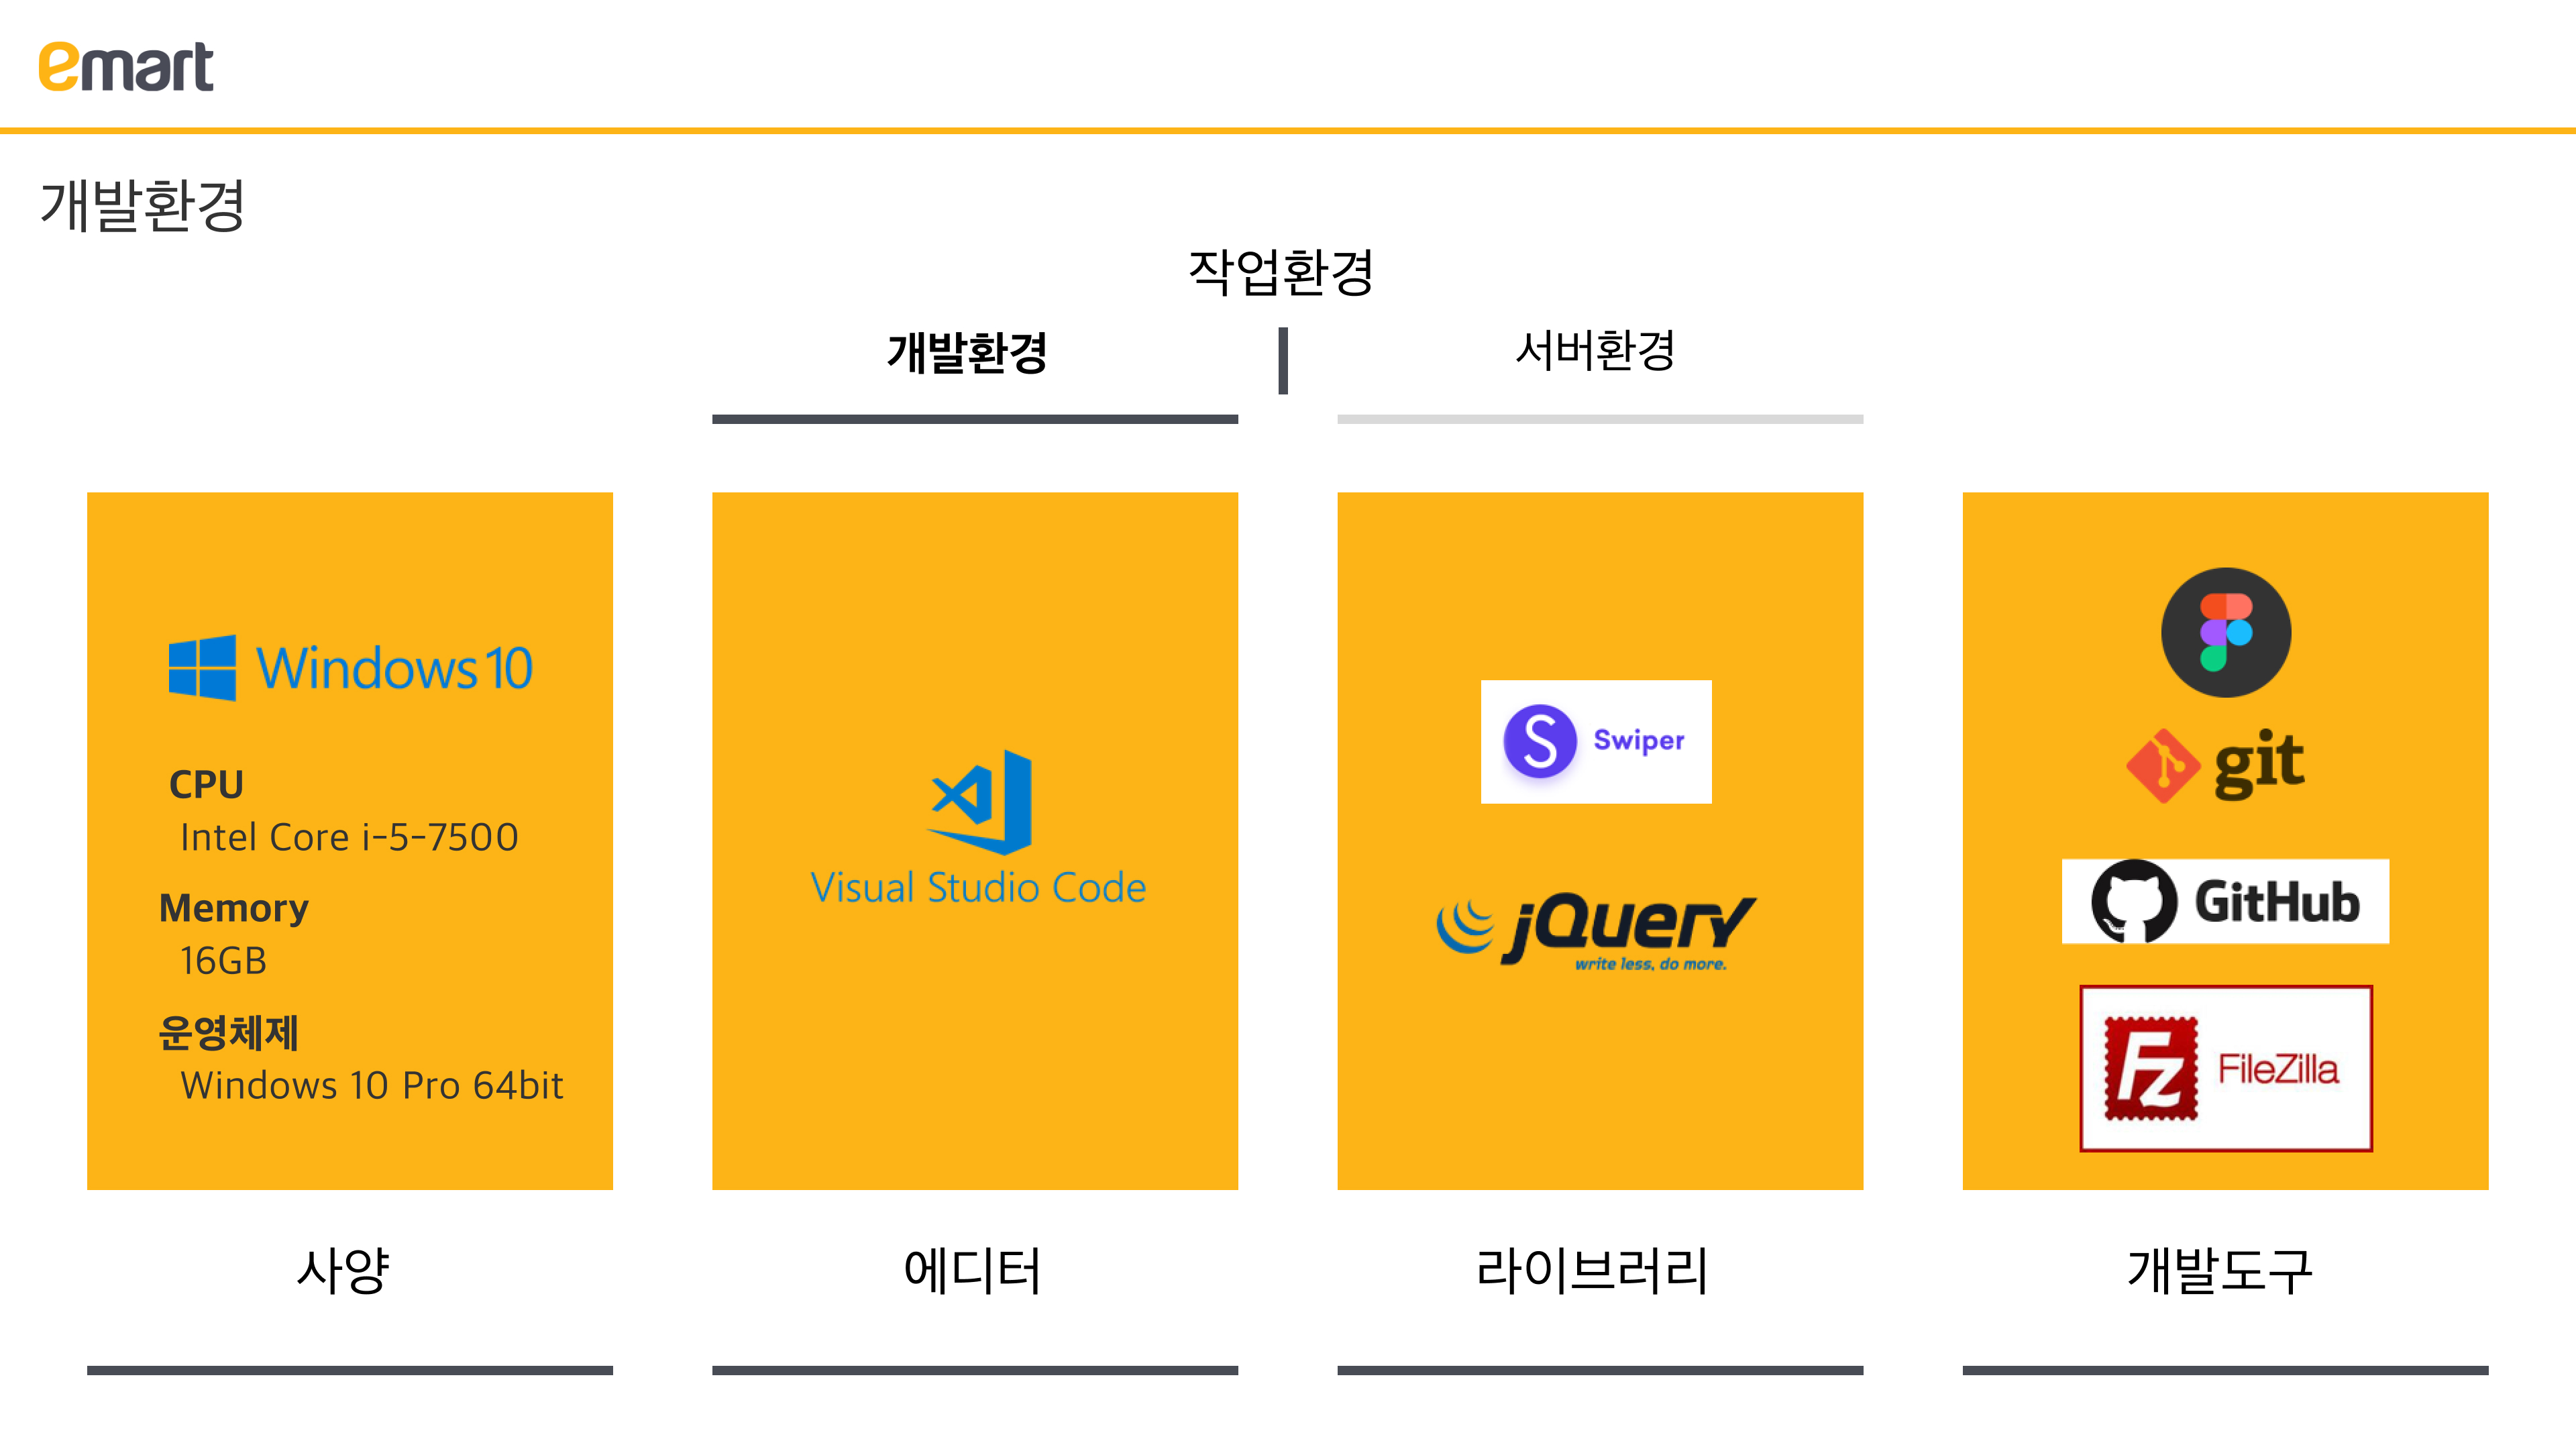 emart
개발환경
작업환경
개발환경
서버환경
Windows 10
CPU
Intel Core i-5-7500
Memory
16GB
운영체제
Windows 10 Pro 64bit
사양
Visual Studio Code
에디터
Swiper
jQuery
write less, do more.
라이브러리
git
GitHub
Fz FileZilla
개발도구